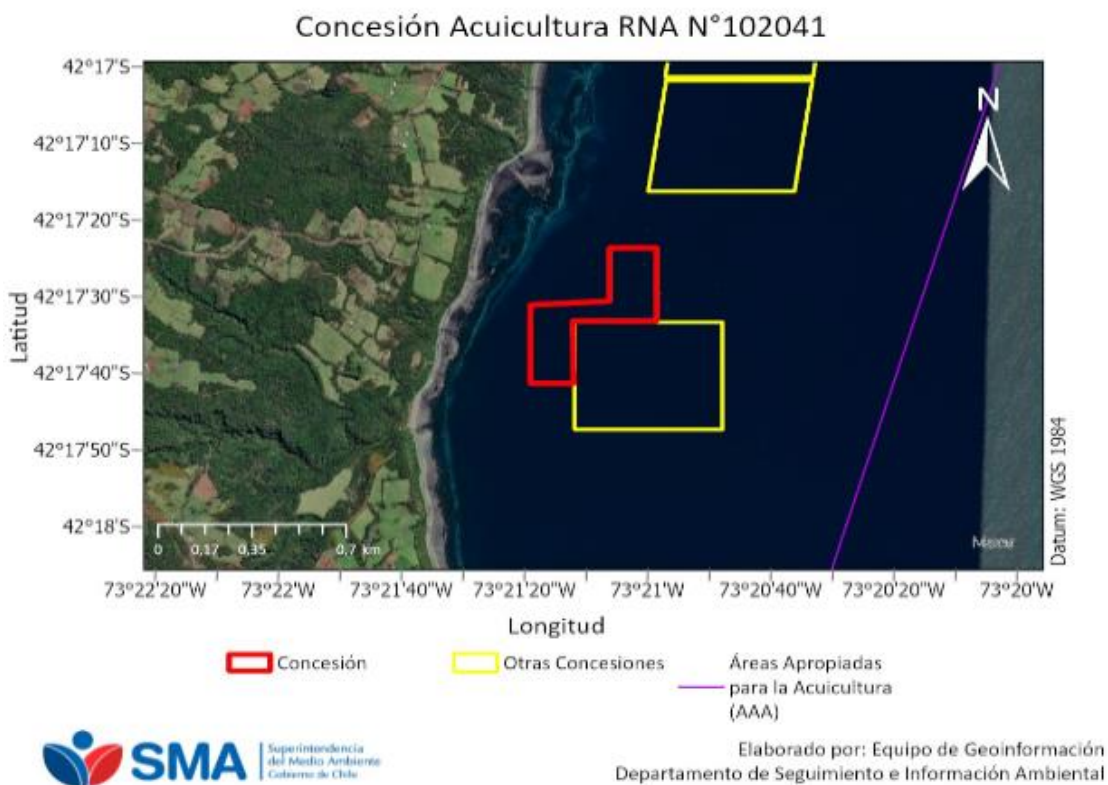 Concesión Acuicultura RNA N°102041
42°17'S
42°17'10"S
42°17'20"S
42°17'30"S
42°17'40"S
42°17'50"S
42°18'S
Latitud
N
Datum: WGS 1984
0 0,17 0,35 0,7 km
Maxar
73°22'20"W 73°22'W 73°21'40"W 73°21'20"W 73°21'W 73°20'40"W 73°20'20"W 73°20'W
Longitud
Concesión
Otras Concesiones
Áreas Apropiadas
para la Acuicultura
(AAA)
SMA
Superintendencia
del Medio Ambiente
Gobierno de Chile
Elaborado por: Equipo de Geoinformación
Departamento de Seguimiento e Información Ambiental